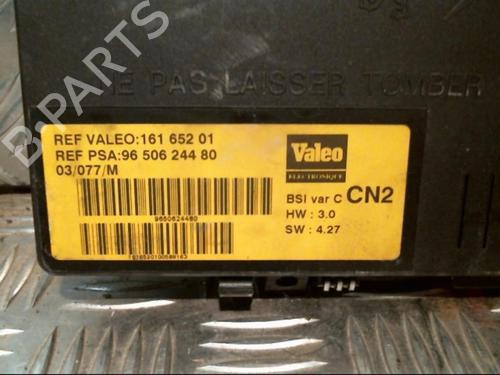 NE PAS LAISSER TOMBER
B-PARTS
REF VALEO:161 652 01
REF PSA:96 506 244 80
03/077/M
9650624480
Valeo
ELECTRONIQUE
BSI var C CN2
HW : 3.0
SW : 4.27